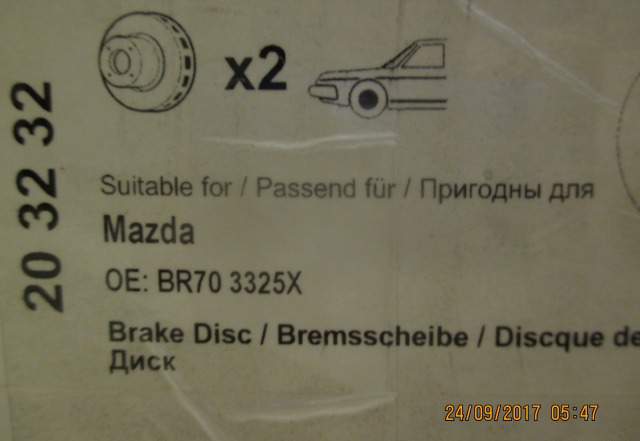 x2
20 32 32
Suitable for / Passend für / Пригодны для
Mazda
OE: BR70 3325X
Brake Disc / Bremsscheibe / Discque de
Диск
24/09/2017 05:47